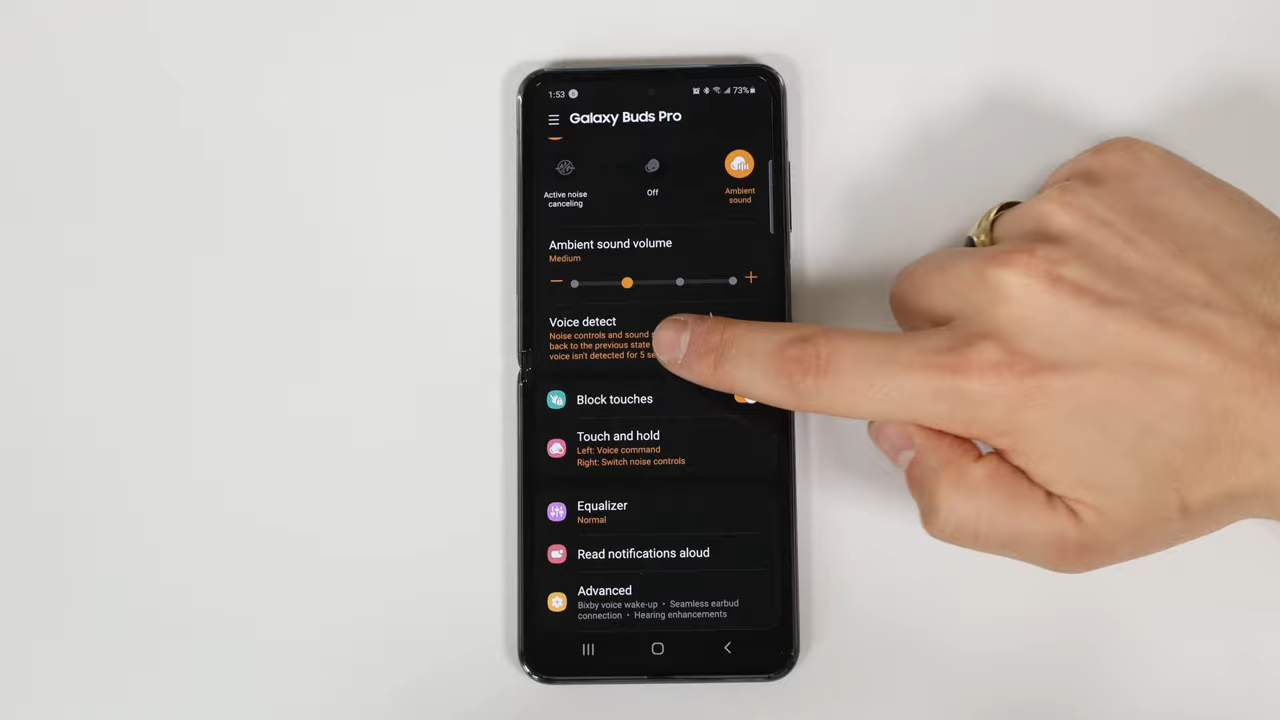 1:53
73%
Galaxy Buds Pro
Active noise
canceling
Off
Ambient
sound
Ambient sound volume
Medium
Voice detect
Noise controls and sound
back to the previous state
voice isn't detected for 5
Block touches
Touch and hold
Left: Voice command
Right: Switch noise controls
Equalizer
Normal
Read notifications aloud
Advanced
Bixby voice wake-up • Seamless earbud
connection • Hearing enhancements